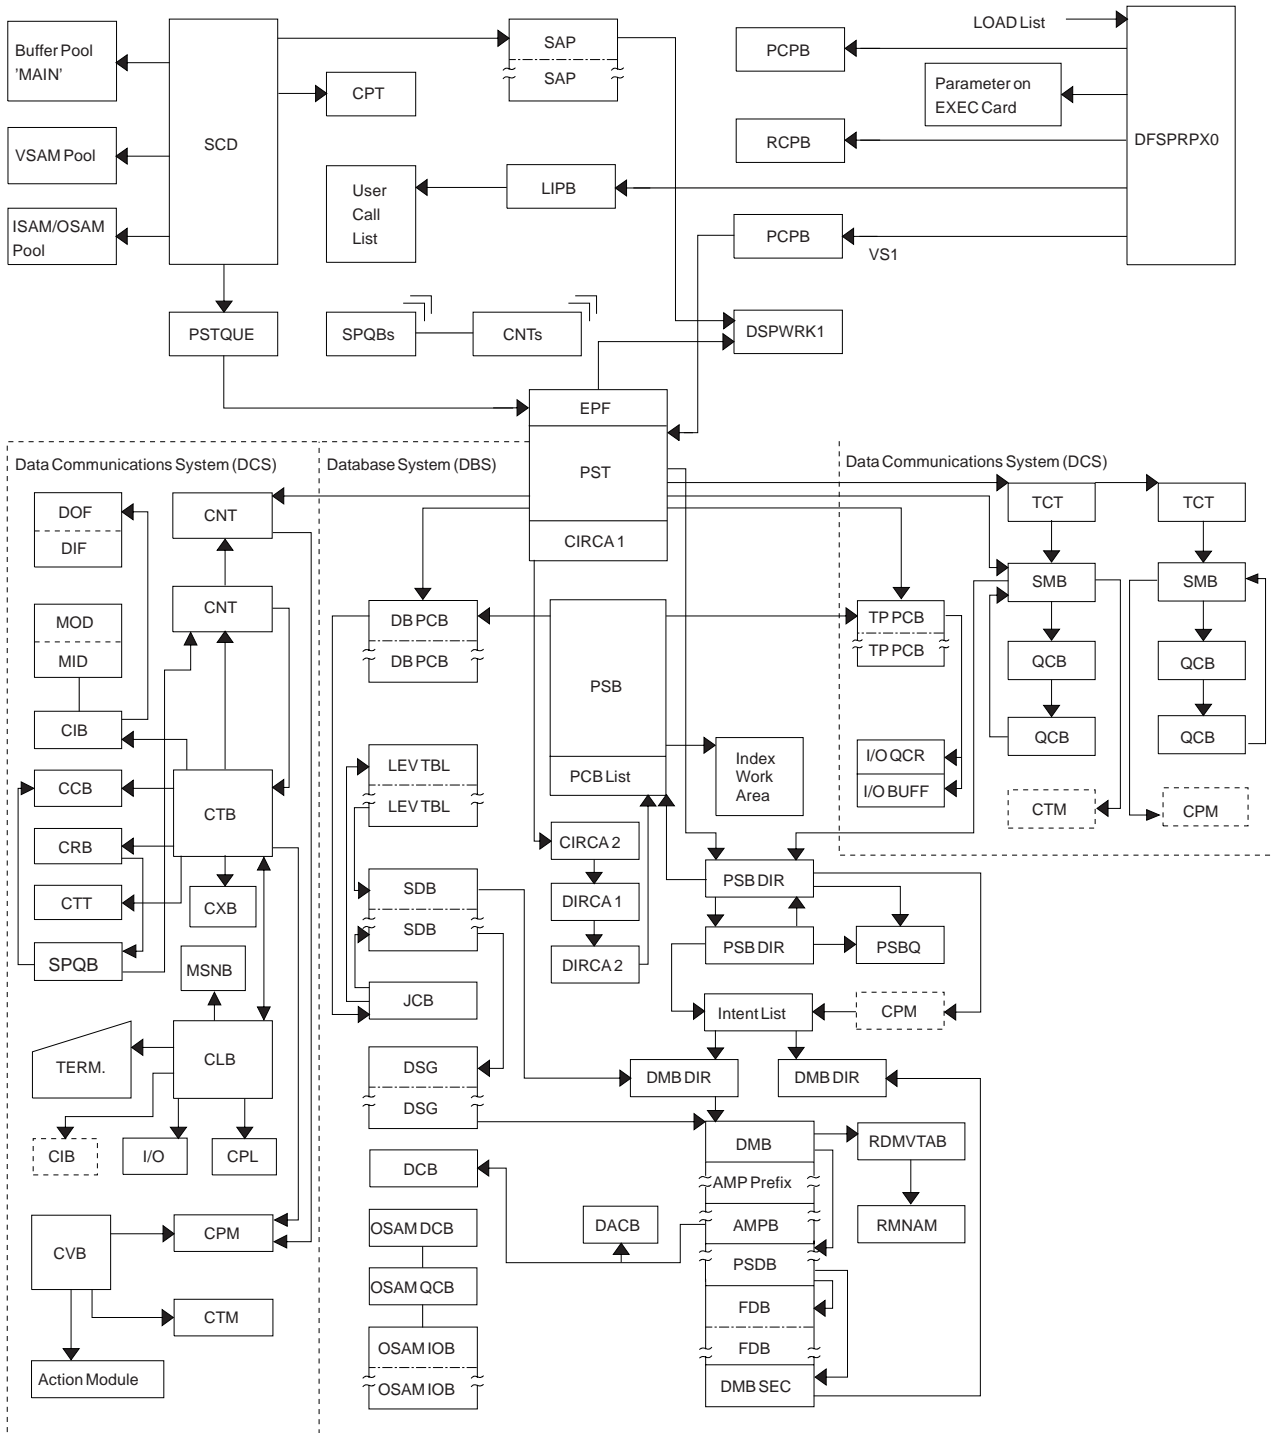 LOAD List
Buffer Pool
'MAIN'
SAP
SAP
PCPB
Parameter on
EXEC Card
CPT
SCD
VSAM Pool
RCPB
DFSPRPX0
User
Call
List
LIPB
ISAM/OSAM
Pool
PCPB
VS1
PSTQUE
SPQBs
CNTs
DSPWRK1
EPF
PST
CIRCA 1
Data Communications System (DCS)
Database System (DBS)
Data Communications System (DCS)
DOF
DIF
CNT
TCT
TCT
CNT
SMB
SMB
MOD
MID
DB PCB
DB PCB
PSB
PCB List
TP PCB
TP PCB
QCB
QCB
CIB
QCB
QCB
LEV TBL
LEV TBL
Index
Work
Area
I/O QCR
I/O BUFF
CCB
CTB
CTM
CPM
CRB
CIRCA 2
CTT
CXB
SDB
SDB
DIRCA 1
PSB DIR
SPQB
MSNB
DIRCA 2
PSB DIR
PSBQ
JCB
Intent List
CPM
TERM.
CLB
DSG
DSG
DMB DIR
DMB DIR
CIB
I/O
CPL
DCB
DMB
AMP Prefix
AMPB
PSDB
FDB
FDB
DMB SEC
RDMVTAB
RMNAM
CVB
CPM
OSAM DCB
DACB
OSAM QCB
CTM
OSAM IOB
OSAM IOB
Action Module